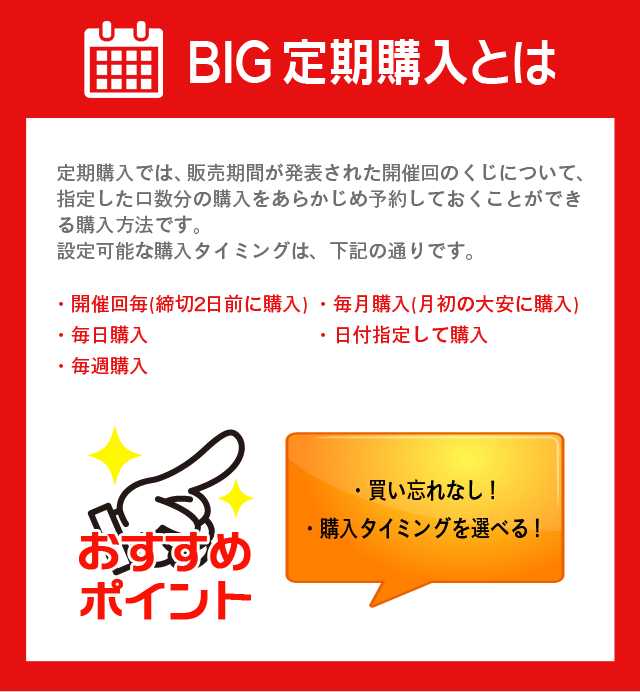 BIG 定期購入とは
定期購入では、販売期間が発表された開催回のくじについて、
指定した口数分の購入をあらかじめ予約しておくことができ
る購入方法です。
設定可能な購入タイミングは、下記の通りです。
・開催回毎(締切2日前に購入)
・毎月購入(月初の大安に購入)
・毎日購入
・日付指定して購入
・毎週購入
おすすめ
ポイント
・買い忘れなし！
・購入タイミングを選べる！